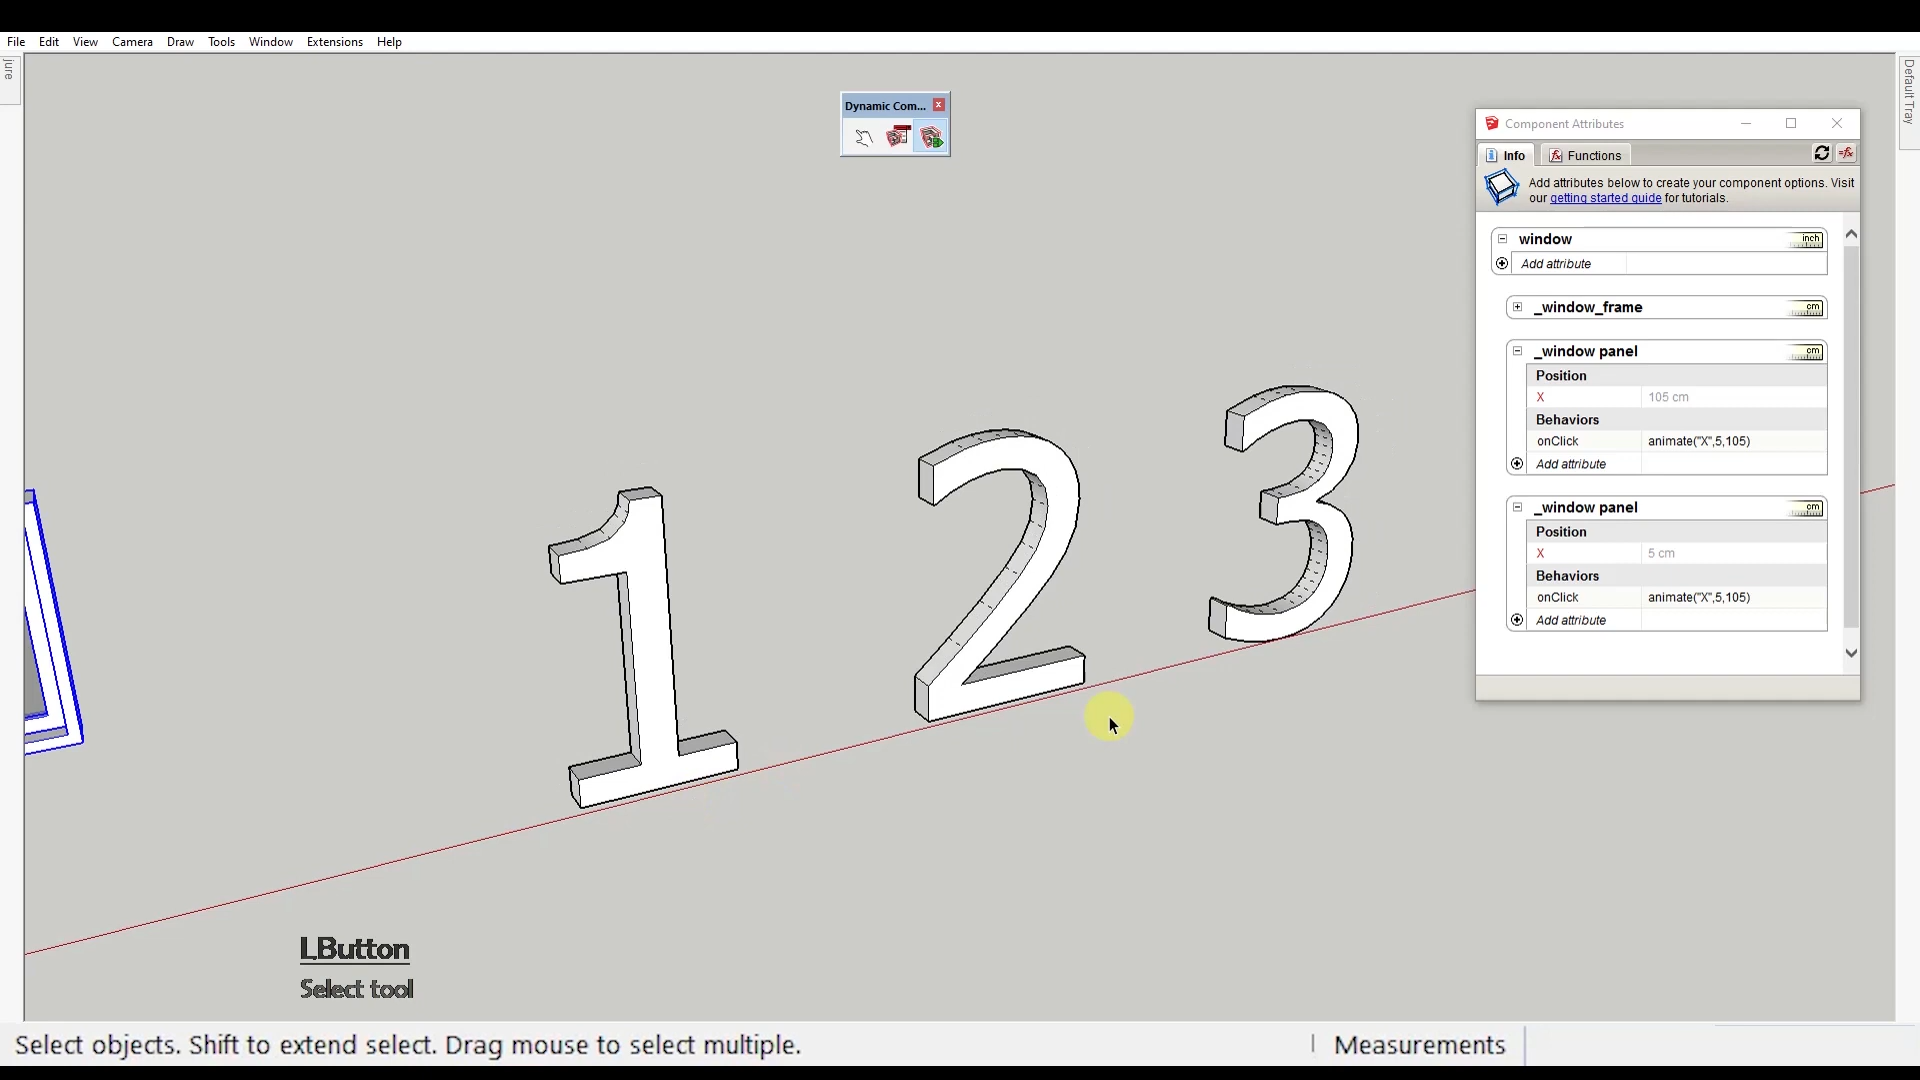 File Edit View Camera Draw Tools Window Extensions Help
jure
Default Tray
Dynamic Com...
Component Attributes
Info Functions
Add attributes below to create your component options. Visit
our getting started guide for tutorials.
window inch
Add attribute
_window_frame cm
_window panel cm
Position
X 105 cm
Behaviors
onClick animate("X",5,105)
Add attribute
_window panel cm
Position
X 5 cm
Behaviors
onClick animate("X",5,105)
Add attribute
1 2 3
LButton
Select tool
Select objects. Shift to extend select. Drag mouse to select multiple.
Measurements